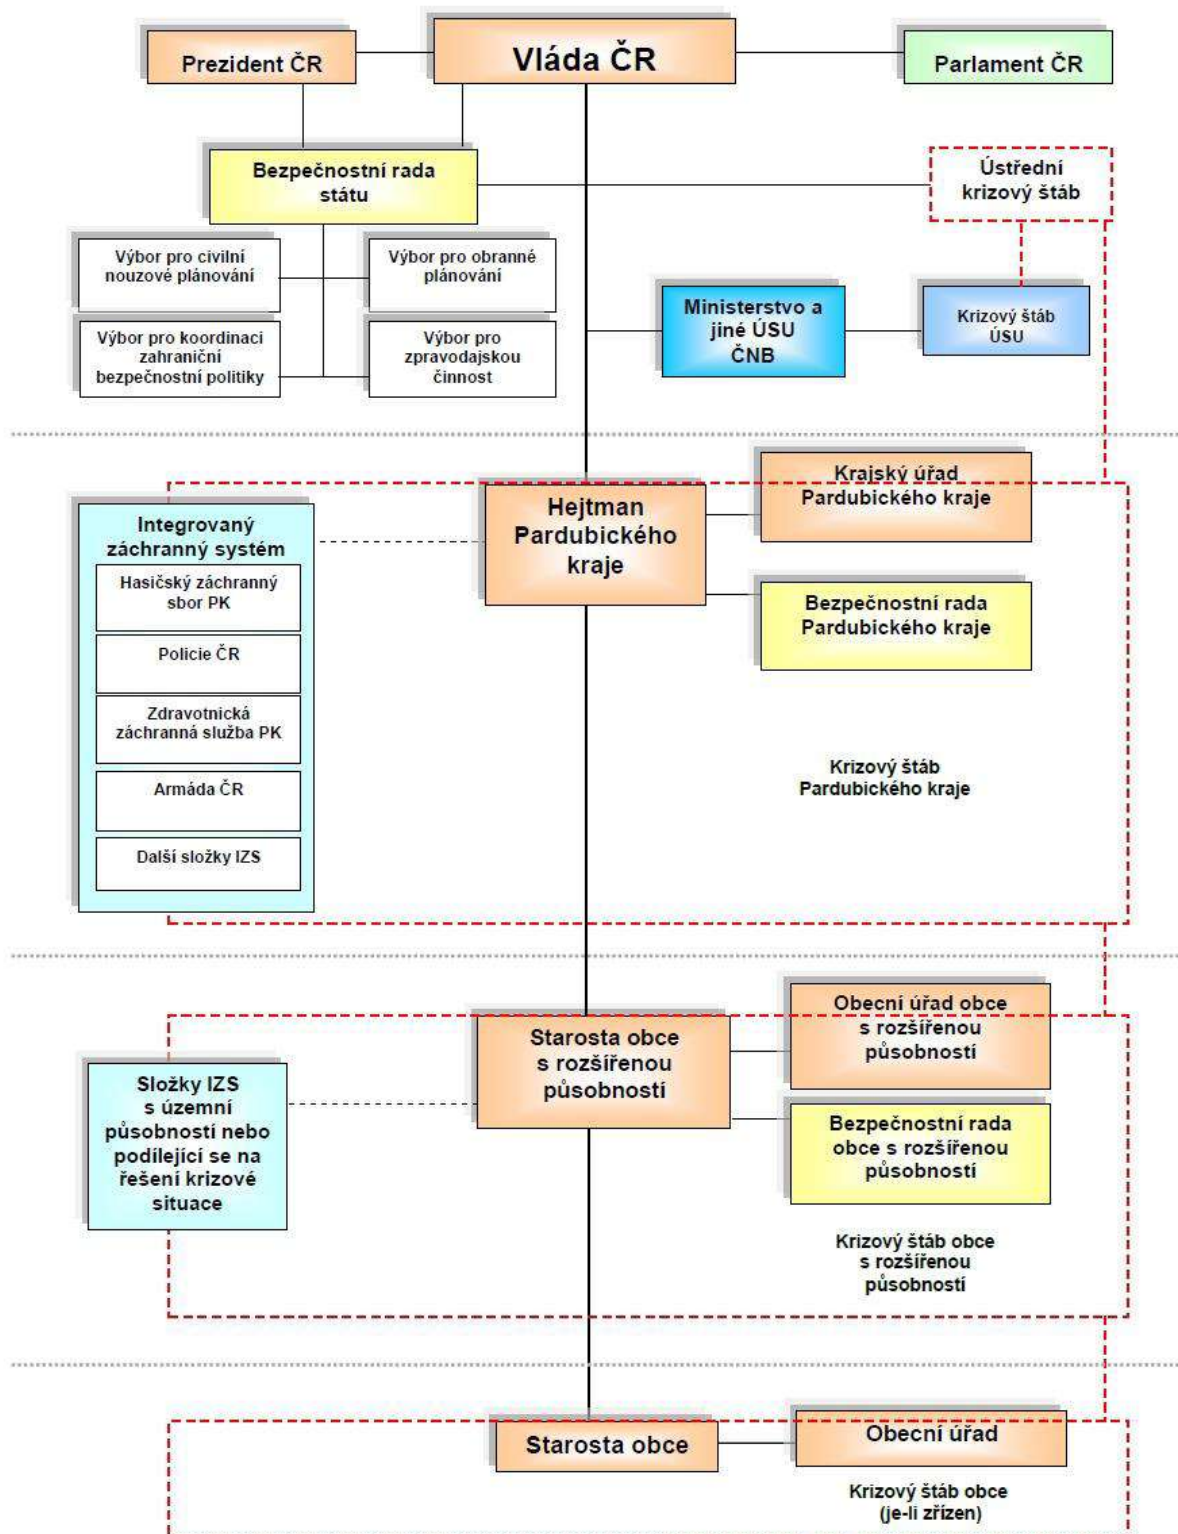 Prezident ČR
Vláda ČR
Parlament ČR
Bezpečnostní rada
státu
Ústřední
krizový štáb
Výbor pro civilní
nouzové plánování
Výbor pro obranné
plánování
Výbor pro koordinaci
zahraniční
bezpečnostní politiky
Výbor pro
zpravodajskou
činnost
Ministerstvo a
jiné ÚSU
ČNB
Krizový štáb
ÚSU
Integrovaný
záchranný systém
Hasičský záchranný
sbor PK
Policie ČR
Zdravotnická
záchranná služba PK
Armáda ČR
Další složky IZS
Hejtman
Pardubického
kraje
Krajský úřad
Pardubického kraje
Bezpečnostní rada
Pardubického kraje
Krizový štáb
Pardubického kraje
Složky IZS
s územní
působností nebo
podílející se na
řešení krizové
situace
Starosta obce
s rozšířenou
působností
Obecní úřad obce
s rozšířenou
působností
Bezpečnostní rada
obce s rozšířenou
působností
Krizový štáb obce
s rozšířenou
působností
Starosta obce
Obecní úřad
Krizový štáb obce
(je-li zřízen)